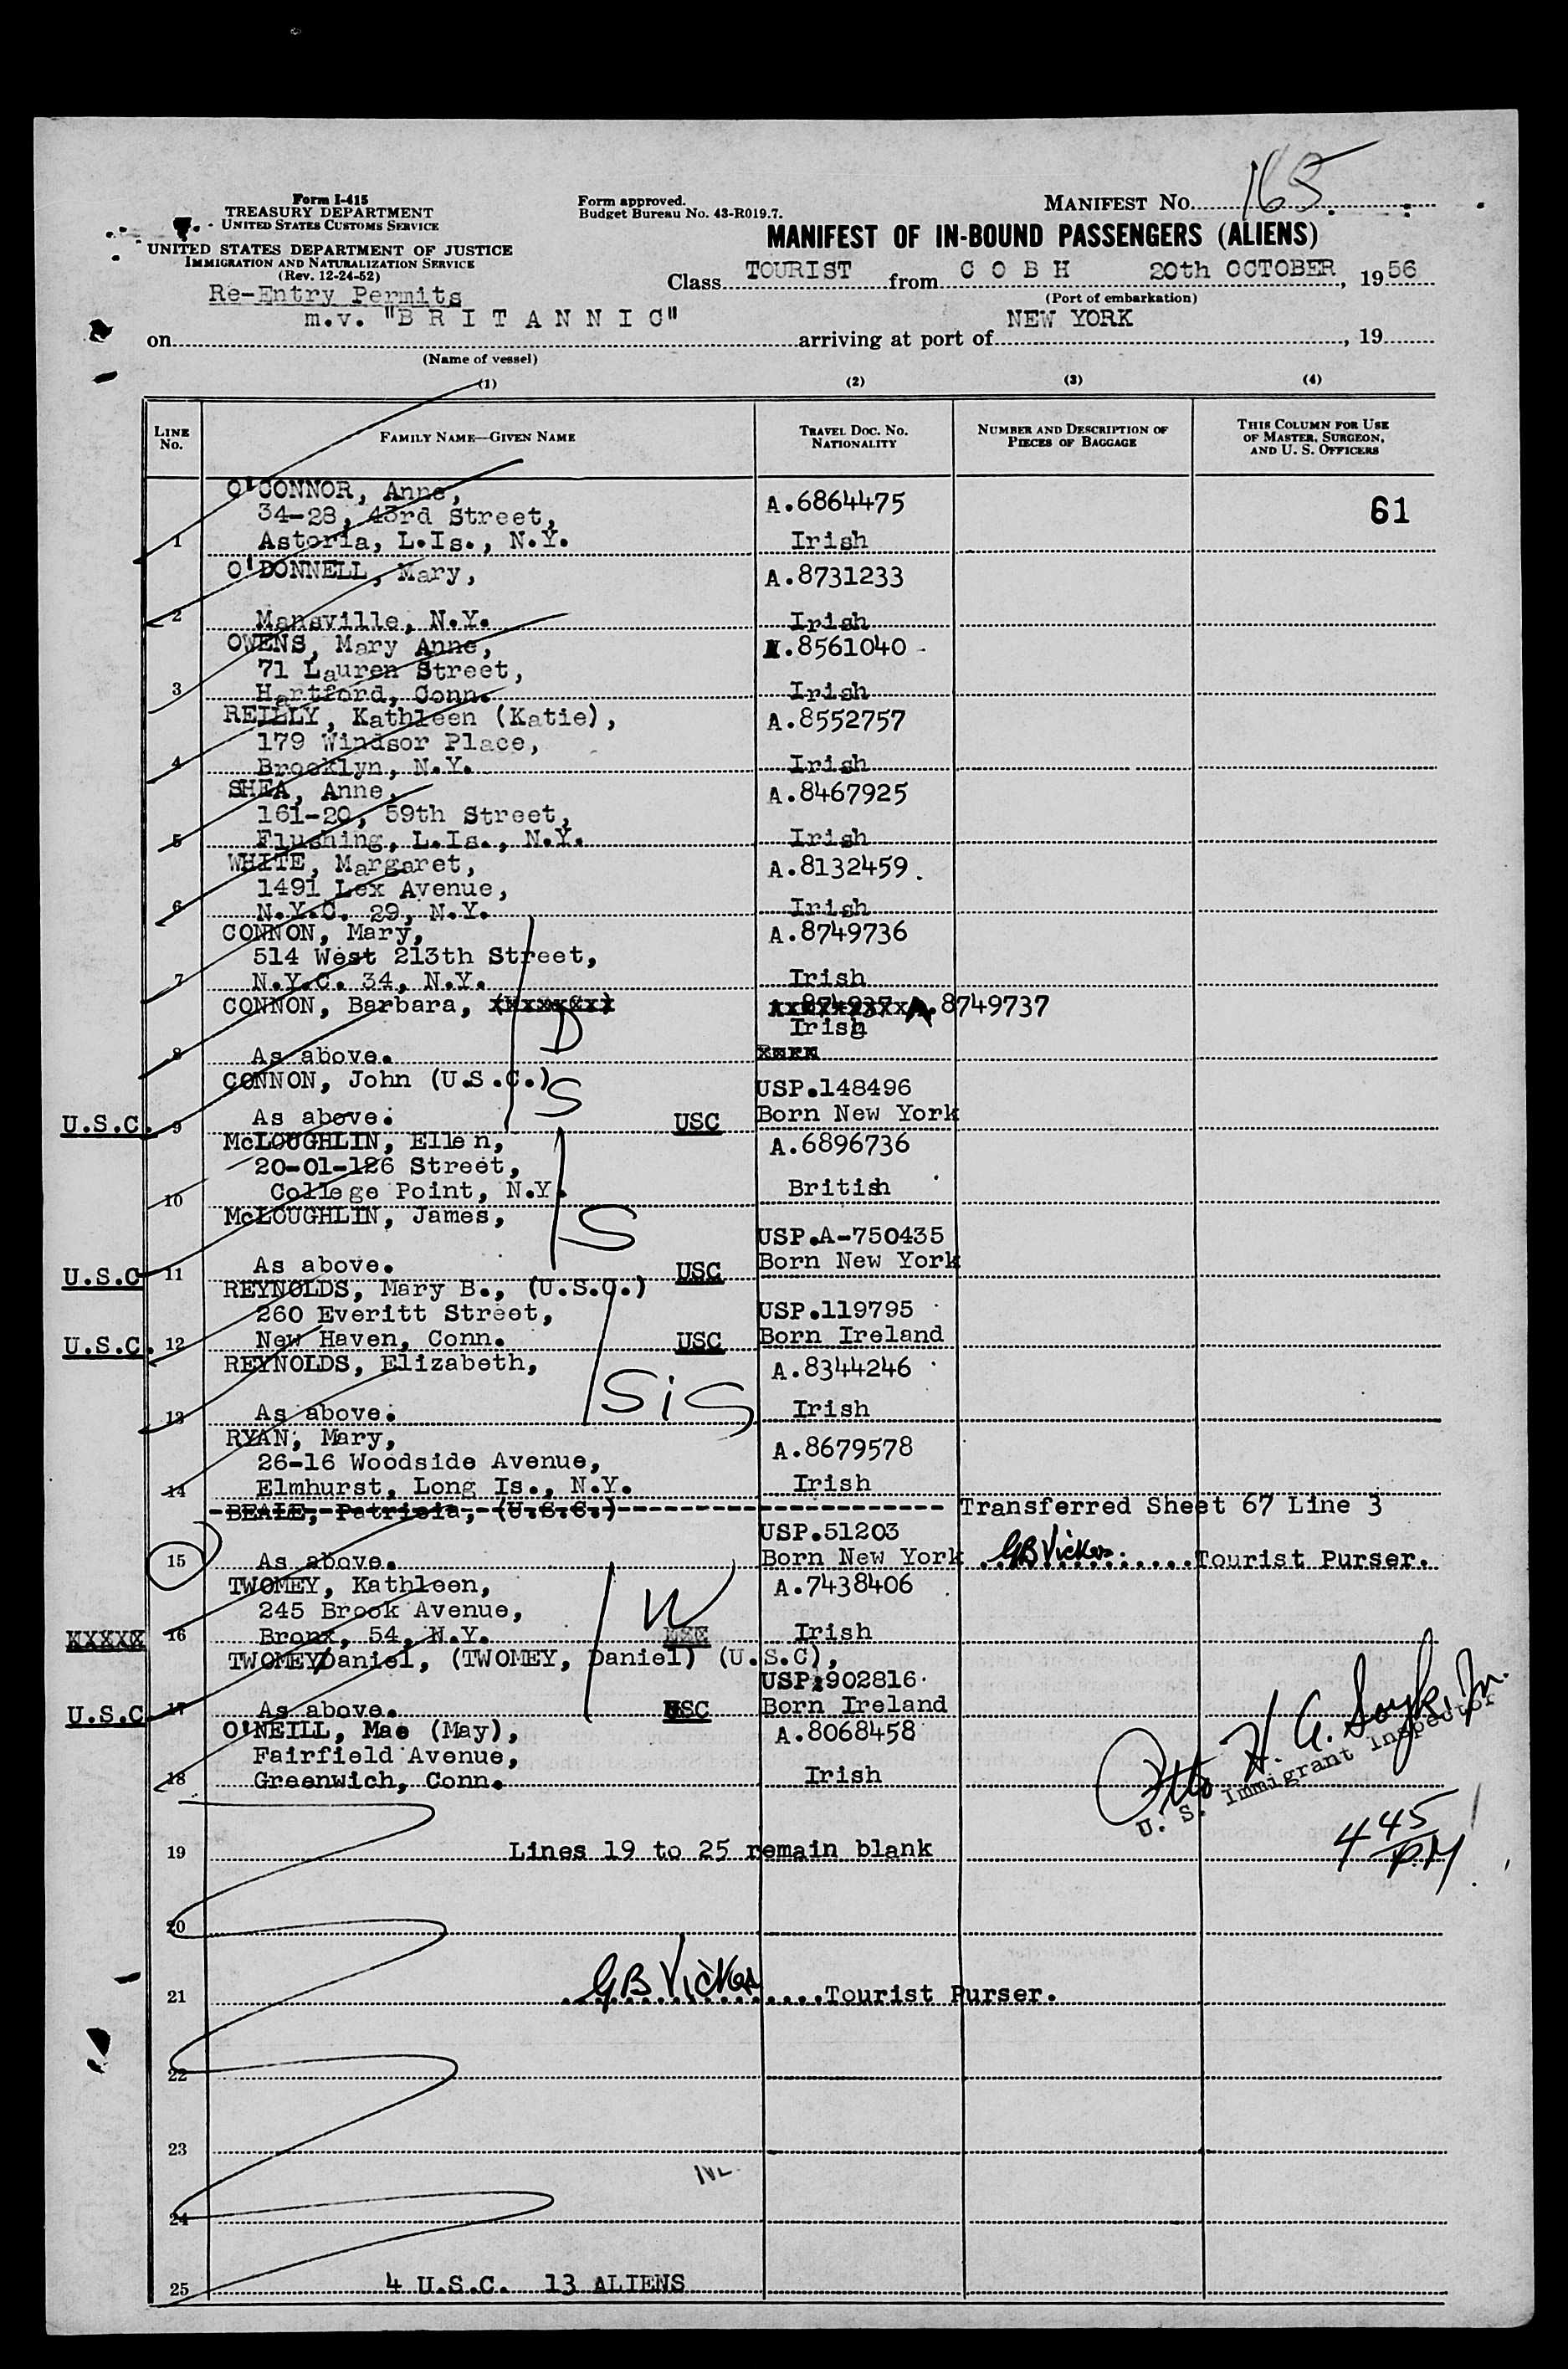 Form I-415
TREASURY DEPARTMENT
UNITED STATES CUSTOMS SERVICE
UNITED STATES DEPARTMENT OF JUSTICE
IMMIGRATION AND NATURALIZATION SERVICE
(Rev. 12-24-52)
Re-Entry Permits
Form approved.
Budget Bureau No. 43-R019.7.
MANIFEST NO. 165
MANIFEST OF IN-BOUND PASSENGERS (ALIENS)
Class TOURIST from C O B H 20th OCTOBER, 1956
(Port of embarkation)
on m.v. "B R I T A N N I C" arriving at port of NEW YORK, 19
(Name of vessel)
(1) (2) (3) (4)
LINE No. FAMILY NAME—GIVEN NAME TRAVEL DOC. NO. NATIONALITY NUMBER AND DESCRIPTION OF PIECES OF BAGGAGE THIS COLUMN FOR USE OF MASTER, SURGEON, AND U. S. OFFICERS
61
O'CONNOR, Anne, A.6864475
34-28, 43rd Street,
1 Astoria, L.Is., N.Y. Irish
O'DONNELL, Mary, A.8731233
2 Mansville, N.Y. Irish
OWENS, Mary Anne, .8561040
71 Lauren Street,
3 Hartford, Conn. Irish
REILLY, Kathleen (Katie), A.8552757
179 Windsor Place,
4 Brooklyn, N.Y. Irish
SHEA, Anne, A.8467925
161-20, 59th Street,
5 Flushing, L.Is., N.Y. Irish
WHITE, Margaret, A.8132459.
1491 Lex Avenue,
6 N.Y.C. 29, N.Y. Irish
CONNON, Mary, A.8749736
514 West 213th Street,
7 N.Y.C. 34, N.Y. Irish
CONNON, Barbara, A.8749737
D Irish
8 As above.
CONNON, John (U.S.C.) S USP.148496
U.S.C. 9 As above. USC Born New York
McLOUGHLIN, Ellen, A.6896736
20-01-126 Street,
10 College Point, N.Y. British
McLOUGHLIN, James, S USP.A-750435
U.S.C 11 As above. USC Born New York
REYNOLDS, Mary B., (U.S.C.)
260 Everitt Street, USP.119795
U.S.C. 12 New Haven, Conn. USC Born Ireland
REYNOLDS, Elizabeth, SiS A.8344246
13 As above. Irish
RYAN, Mary, A.8679578
26-16 Woodside Avenue,
14 Elmhurst, Long Is., N.Y. Irish
BEALE, Patricia, (U.S.C.) Transferred Sheet 67 Line 3
USP.51203
15 As above. Born New York GB Vickers Tourist Purser.
TWOMEY, Kathleen, W A.7438406
245 Brook Avenue,
XXXXX 16 Bronx, 54, N.Y. Irish
TWOMEY/Daniel, (TWOMEY, Daniel) (U.S.C),
USP:902816
U.S.C. 17 As above. USC Born Ireland
O'NEILL, Mae (May), A.8068458
Fairfield Avenue,
18 Greenwich, Conn. Irish
Otto H. G.
U. S. Immigrant Inspector
19 Lines 19 to 25 remain blank
4 45 P.M
20
21 GB Vickers Tourist Purser.
22
23
24
25 4 U.S.C. 13 ALIENS